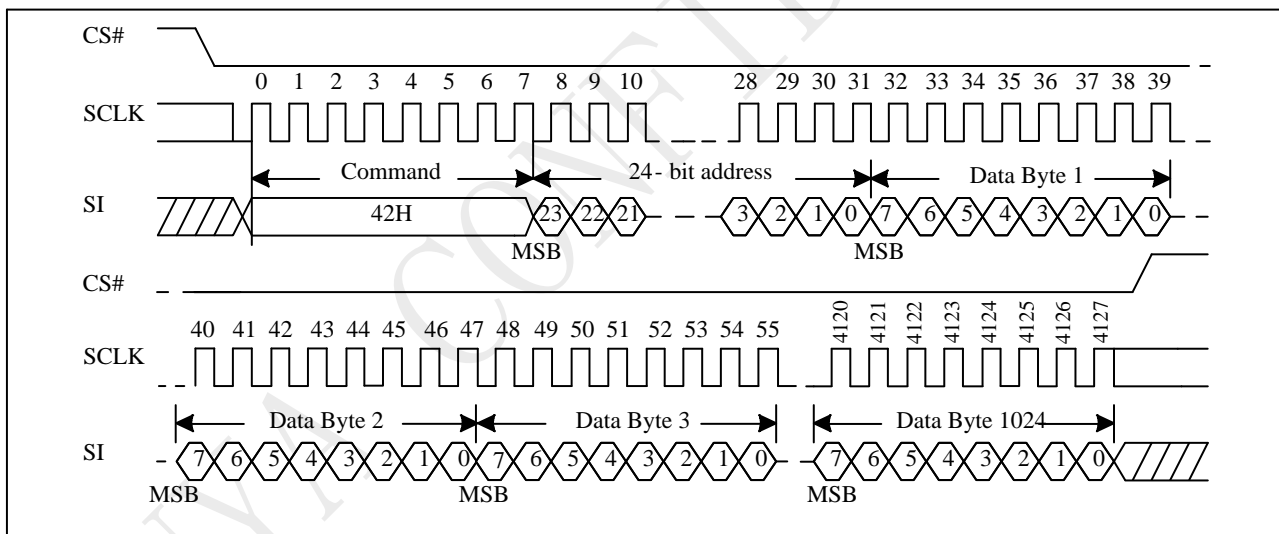 CS#
0 1 2 3 4 5 6 7 8 9 10 28 29 30 31 32 33 34 35 36 37 38 39
SCLK
Command 24- bit address Data Byte 1
SI 42H 23 22 21 3 2 1 0 7 6 5 4 3 2 1 0
MSB MSB
CS#
40 41 42 43 44 45 46 47 48 49 50 51 52 53 54 55 4120 4121 4122 4123 4124 4125 4126 4127
SCLK
Data Byte 2 Data Byte 3 Data Byte 1024
SI 7 6 5 4 3 2 1 0 7 6 5 4 3 2 1 0 7 6 5 4 3 2 1 0
MSB MSB MSB